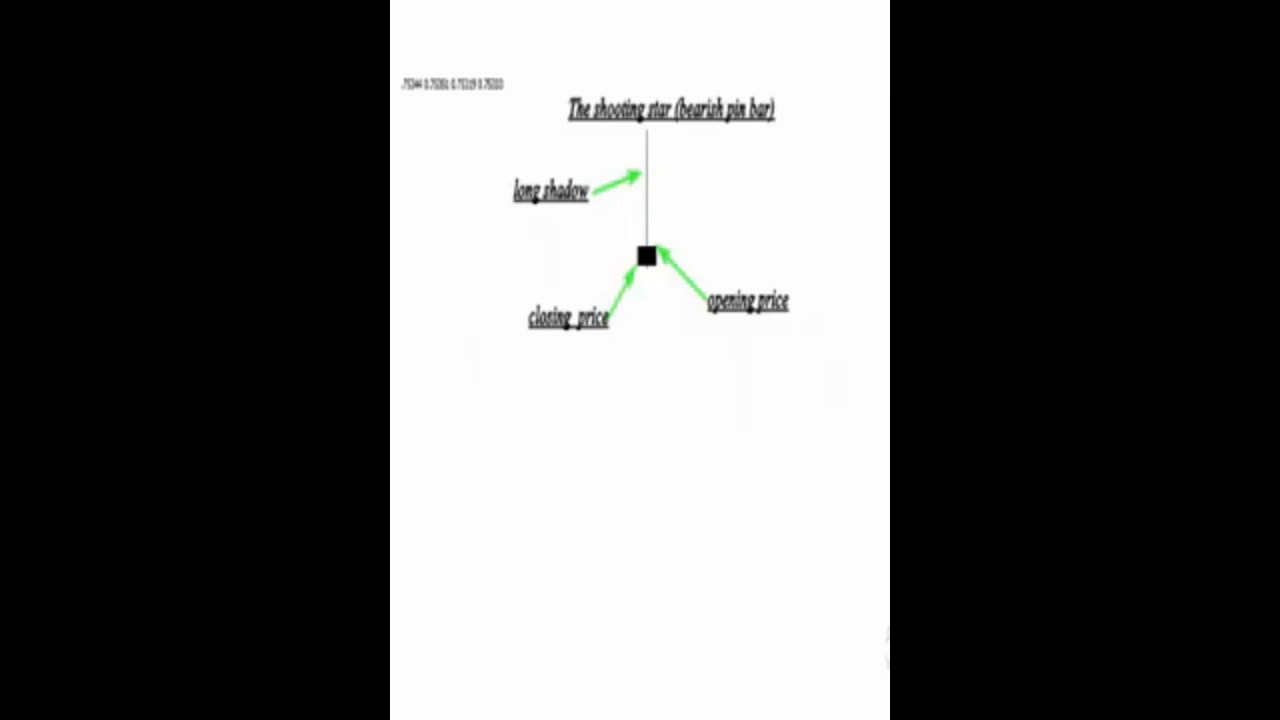 The shooting star (bearish pin bar)
long shadow
opening price
closing price